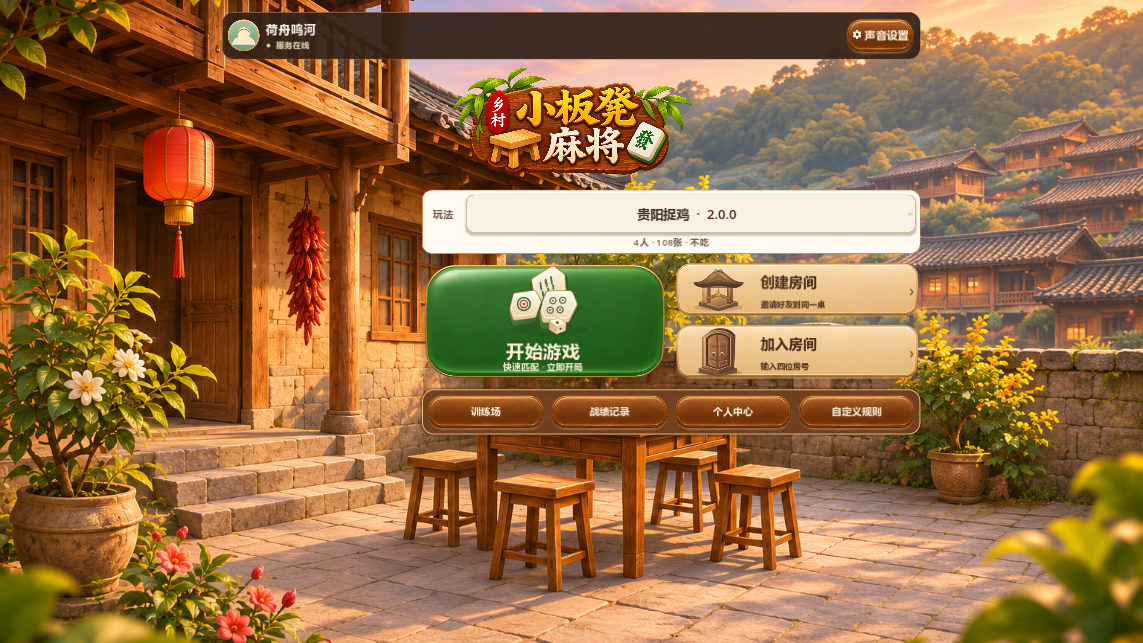 荷舟鸣河
服务在线
声音设置
乡村
小板凳
麻将
發
玩法
贵阳捉鸡 · 2.0.0
4人 · 108张 · 不吃
开始游戏
快速匹配 · 立即开局
创建房间
邀请好友到同一桌
加入房间
输入四位房号
训练场
战绩记录
个人中心
自定义规则